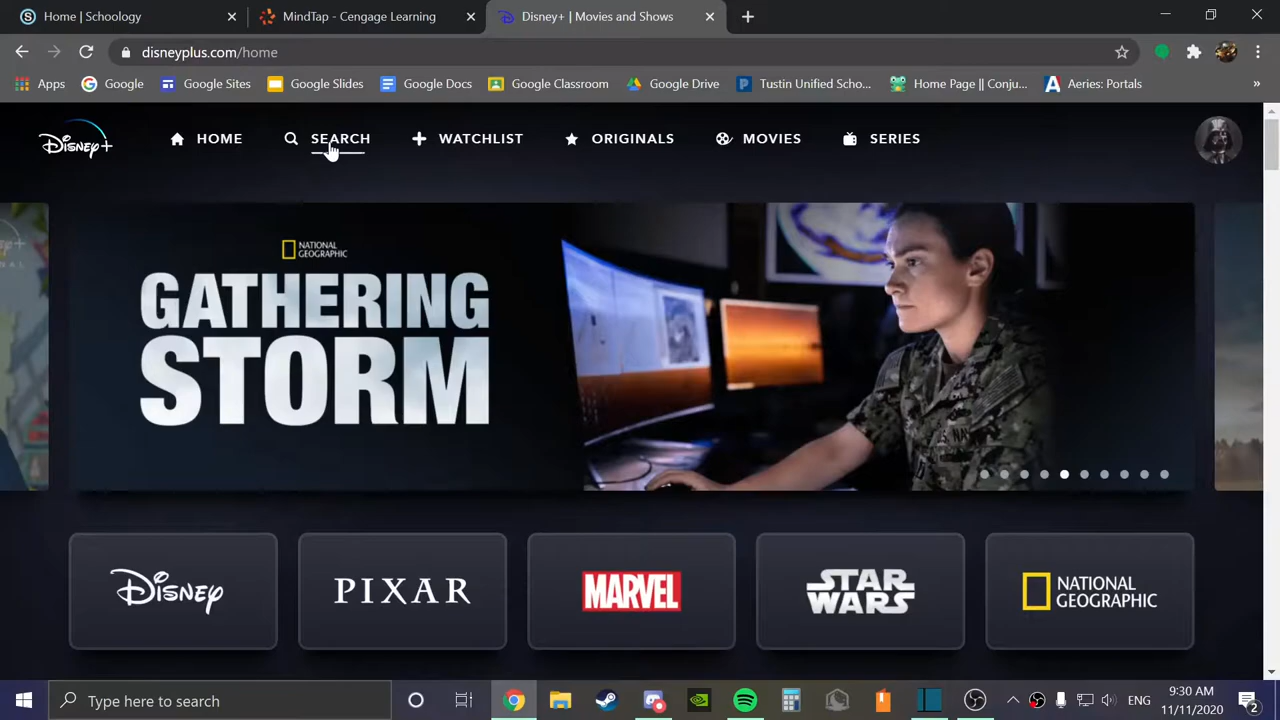 Home | Schoology
MindTap - Cengage Learning
Disney+ | Movies and Shows
disneyplus.com/home
Apps
Google
Google Sites
Google Slides
Google Docs
Google Classroom
Google Drive
Tustin Unified Scho...
Home Page || Conju...
Aeries: Portals
Disney+
HOME
SEARCH
WATCHLIST
ORIGINALS
MOVIES
SERIES
NATIONAL
GEOGRAPHIC
GATHERING
STORM
Disney
PIXAR
MARVEL
STAR
WARS
NATIONAL
GEOGRAPHIC
Type here to search
ENG
9:30 AM
11/11/2020
2